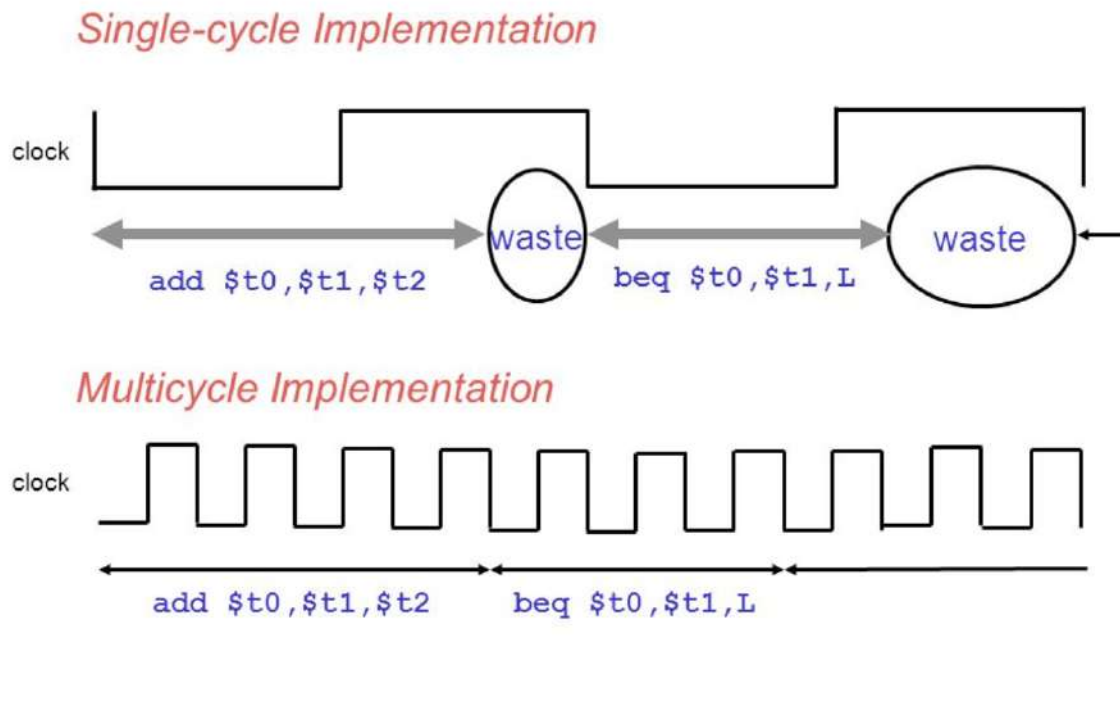 Single-cycle Implementation
clock
waste
waste
add $t0,$t1,$t2
beq $t0,$t1,L
Multicycle Implementation
clock
add $t0,$t1,$t2
beq $t0,$t1,L